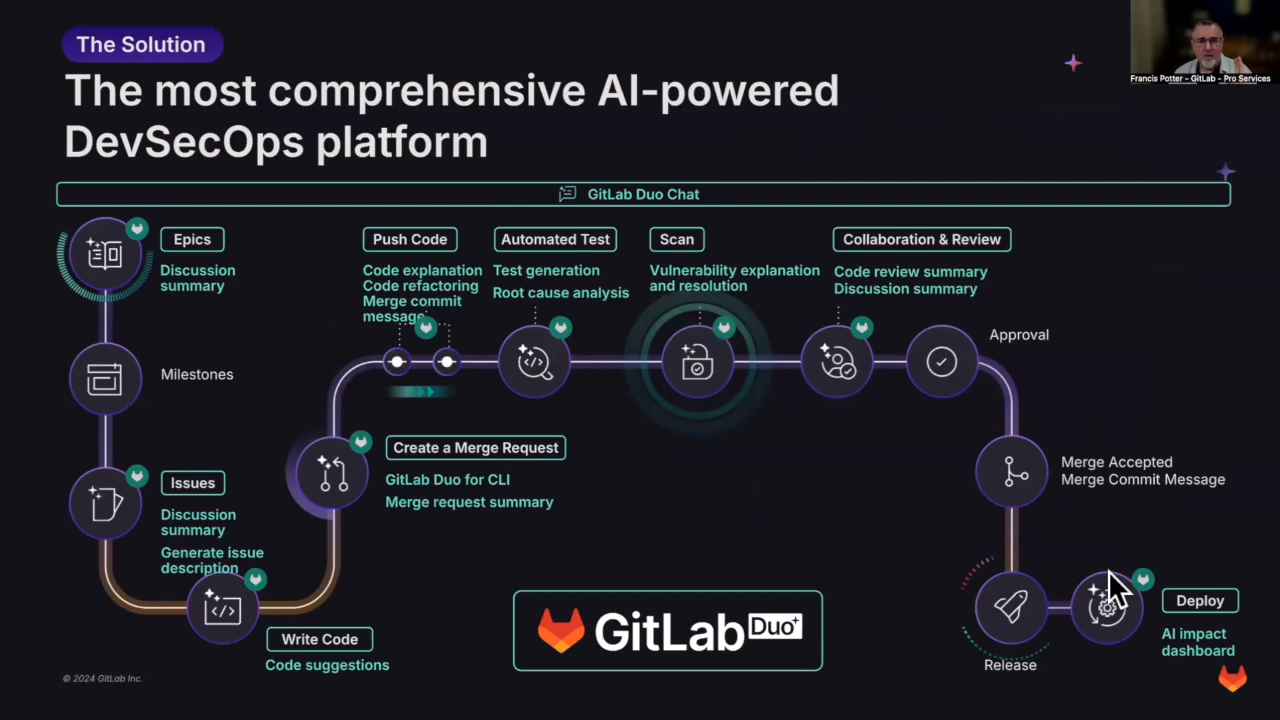 The Solution
The most comprehensive AI-powered
DevSecOps platform
Francis Potter - GitLab - Pro Services
GitLab Duo Chat
Epics
Discussion
summary
Push Code
Code explanation
Code refactoring
Merge commit
message
Automated Test
Test generation
Root cause analysis
Scan
Vulnerability explanation
and resolution
Collaboration & Review
Code review summary
Discussion summary
Approval
Milestones
Create a Merge Request
GitLab Duo for CLI
Merge request summary
Merge Accepted
Merge Commit Message
Issues
Discussion
summary
Generate issue
description
Write Code
Code suggestions
GitLab Duo
Release
Deploy
AI impact
dashboard
© 2024 GitLab Inc.